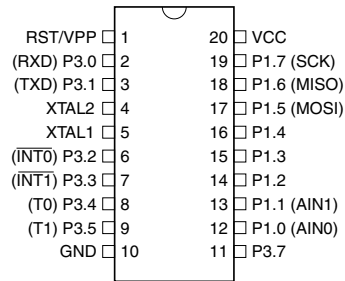 RST/VPP 1 20 VCC
(RXD) P3.0 2 19 P1.7 (SCK)
(TXD) P3.1 3 18 P1.6 (MISO)
XTAL2 4 17 P1.5 (MOSI)
XTAL1 5 16 P1.4
(INT0) P3.2 6 15 P1.3
(INT1) P3.3 7 14 P1.2
(T0) P3.4 8 13 P1.1 (AIN1)
(T1) P3.5 9 12 P1.0 (AIN0)
GND 10 11 P3.7